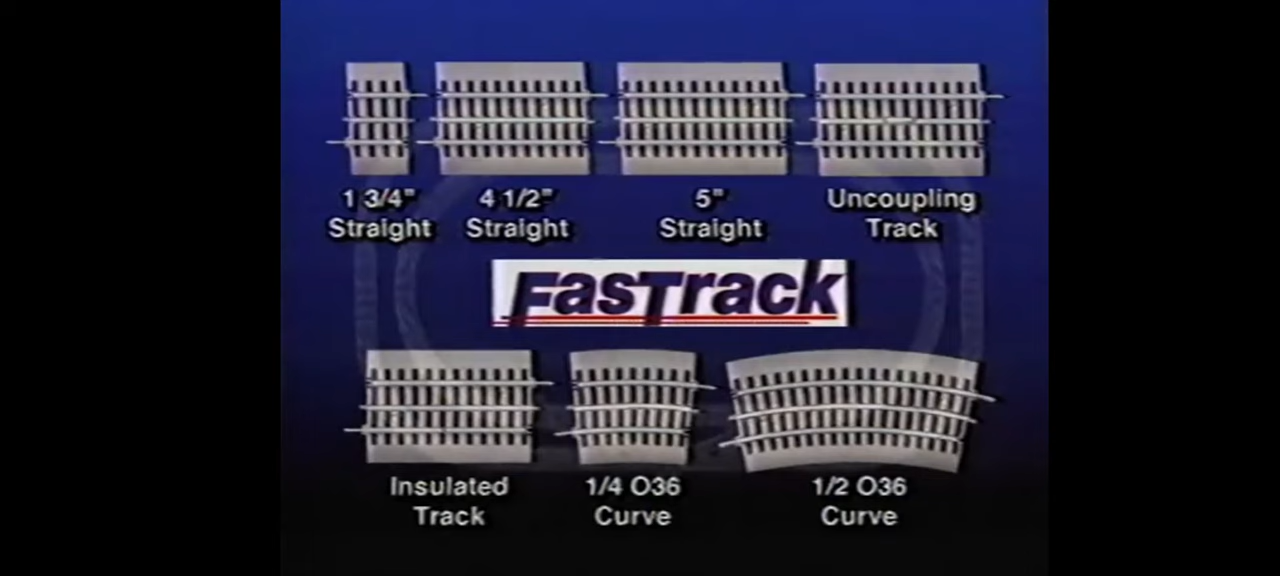 1 3/4"
Straight
4 1/2"
Straight
5"
Straight
Uncoupling
Track
FasTrack
Insulated
Track
1/4 O36
Curve
1/2 O36
Curve